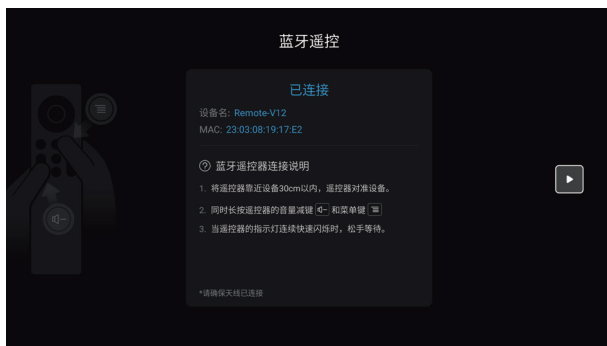 蓝牙遥控
已连接
设备名: Remote-V12
MAC: 23:03:08:19:17:E2
蓝牙遥控器连接说明
1. 将遥控器靠近设备30cm以内，遥控器对准设备。
2. 同时长按遥控器的音量减键 和菜单键
3. 当遥控器的指示灯连续快速闪烁时，松手等待。
*请确保天线已连接